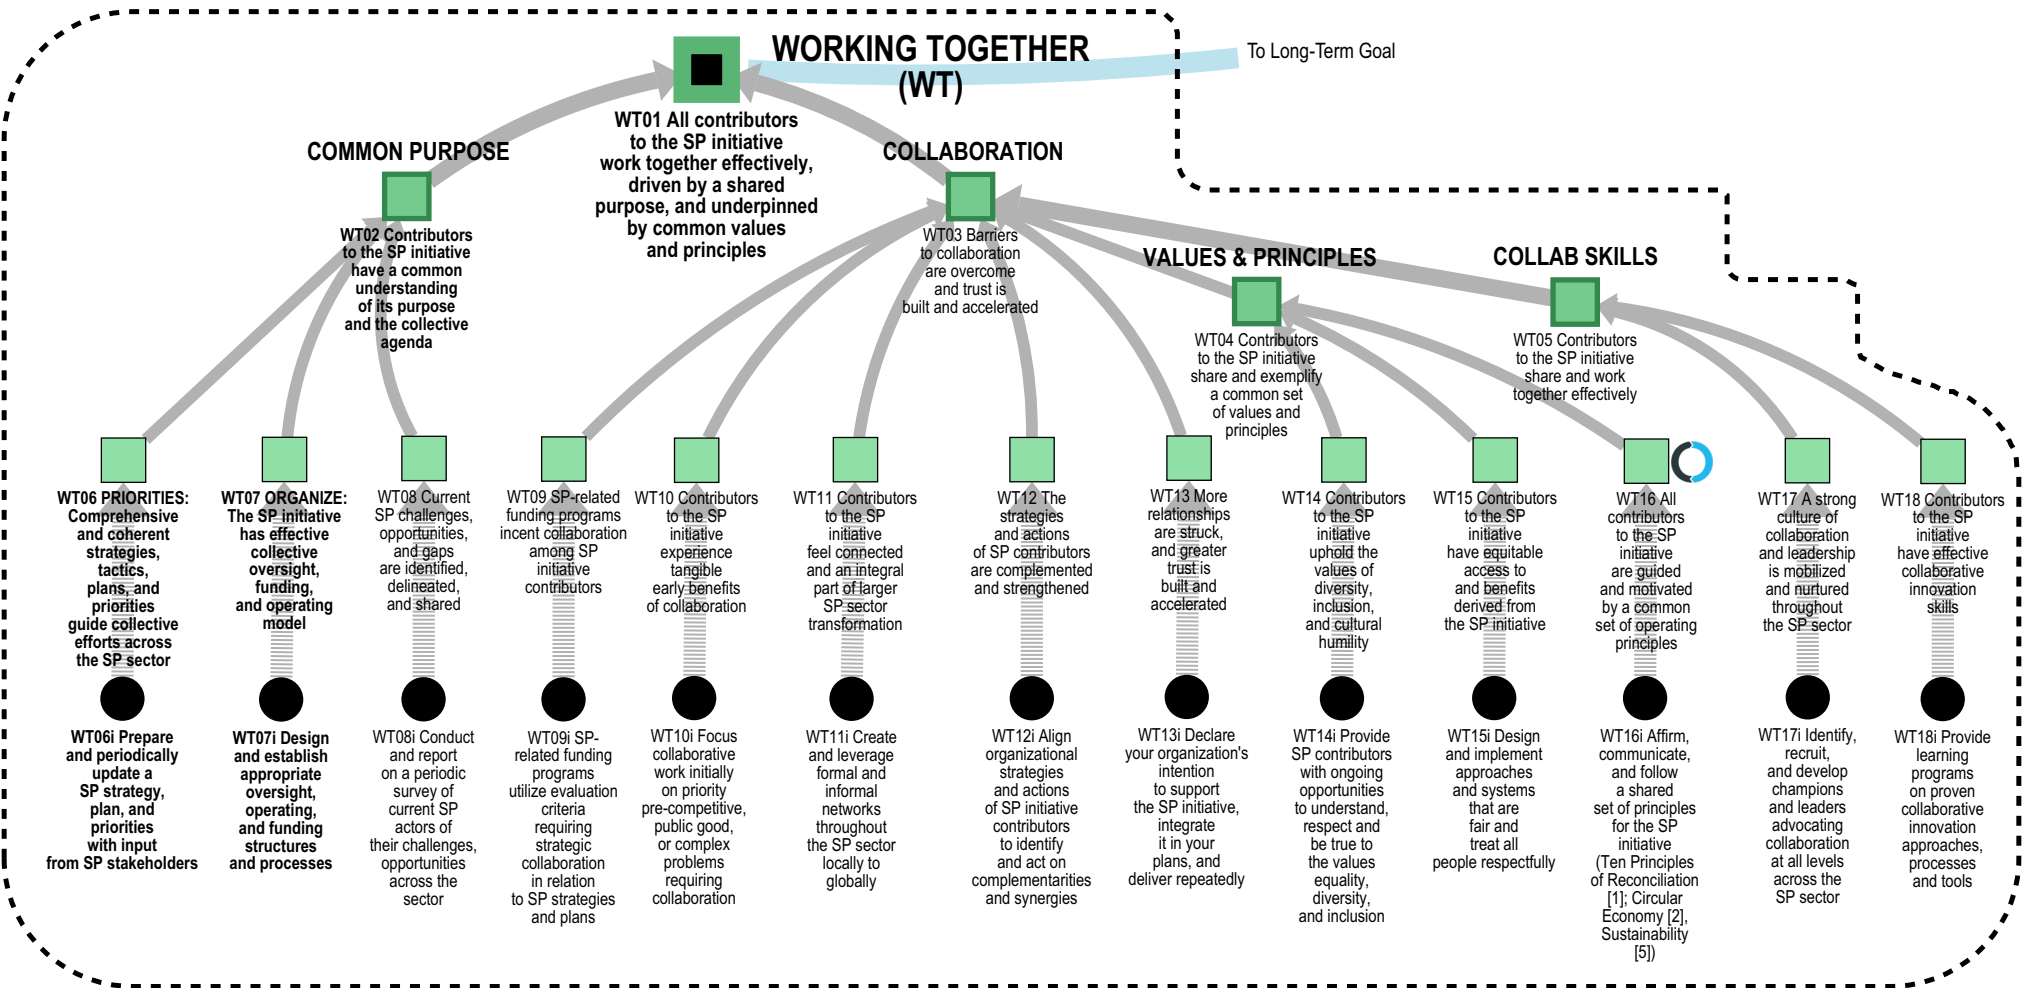 WORKING TOGETHER
(WT)
To Long-Term Goal
WT01 All contributors
to the SP initiative
work together effectively,
driven by a shared
purpose, and underpinned
by common values
and principles
COMMON PURPOSE
WT02 Contributors
to the SP initiative
have a common
understanding
of its purpose
and the collective
agenda
COLLABORATION
WT03 Barriers
to collaboration
are overcome
and trust is
built and accelerated
VALUES & PRINCIPLES
WT04 Contributors
to the SP initiative
share and exemplify
a common set
of values and
principles
COLLAB SKILLS
WT05 Contributors
to the SP initiative
share and work
together effectively
WT06 PRIORITIES:
Comprehensive
and coherent
strategies,
tactics,
plans, and
priorities
guide collective
efforts across
the SP sector
WT07 ORGANIZE:
The SP initiative
has effective
collective
oversight,
funding,
and operating
model
WT08 Current
SP challenges,
opportunities,
and gaps
are identified,
delineated,
and shared
WT09 SP-related
funding programs
incent collaboration
among SP
initiative
contributors
WT10 Contributors
to the SP
initiative
experience
tangible
early benefits
of collaboration
WT11 Contributors
to the SP
initiative
feel connected
and an integral
part of larger
SP sector
transformation
WT12 The
strategies
and actions
of SP contributors
are complemented
and strengthened
WT13 More
relationships
are struck,
and greater
trust is
built and
accelerated
WT14 Contributors
to the SP
initiative
uphold the
values of
diversity,
inclusion,
and cultural
humility
WT15 Contributors
to the SP
initiative
have equitable
access to
and benefits
derived from
the SP initiative
WT16 All
contributors
to the SP
initiative
are guided
and motivated
by a common
set of operating
principles
WT17 A strong
culture of
collaboration
and leadership
is mobilized
and nurtured
throughout
the SP sector
WT18 Contributors
to the SP
initiative
have effective
collaborative
innovation
skills
WT06i Prepare
and periodically
update a
SP strategy,
plan, and
priorities
with input
from SP stakeholders
WT07i Design
and establish
appropriate
oversight,
operating,
and funding
structures
and processes
WT08i Conduct
and report
on a periodic
survey of
current SP
actors of
their challenges,
opportunities
across the
sector
WT09i SP-
related funding
programs
utilize evaluation
criteria
requiring
strategic
collaboration
in relation
to SP strategies
and plans
WT10i Focus
collaborative
work initially
on priority
pre-competitive,
public good,
or complex
problems
requiring
collaboration
WT11i Create
and leverage
formal and
informal
networks
throughout
the SP sector
locally to
globally
WT12i Align
organizational
strategies
and actions
of SP initiative
contributors
to identify
and act on
complementarities
and synergies
WT13i Declare
your organization's
intention
to support
the SP initiative,
integrate
it in your
plans, and
deliver repeatedly
WT14i Provide
SP contributors
with ongoing
opportunities
to understand,
respect and
be true to
the values
equality,
diversity,
and inclusion
WT15i Design
and implement
approaches
and systems
that are
fair and
treat all
people respectfully
WT16i Affirm,
communicate,
and follow
a shared
set of principles
for the SP
initiative
(Ten Principles
of Reconciliation
[1]; Circular
Economy [2],
Sustainability
[5])
WT17i Identify,
recruit,
and develop
champions
and leaders
advocating
collaboration
at all levels
across the
SP sector
WT18i Provide
learning
programs
on proven
collaborative
innovation
approaches,
processes
and tools